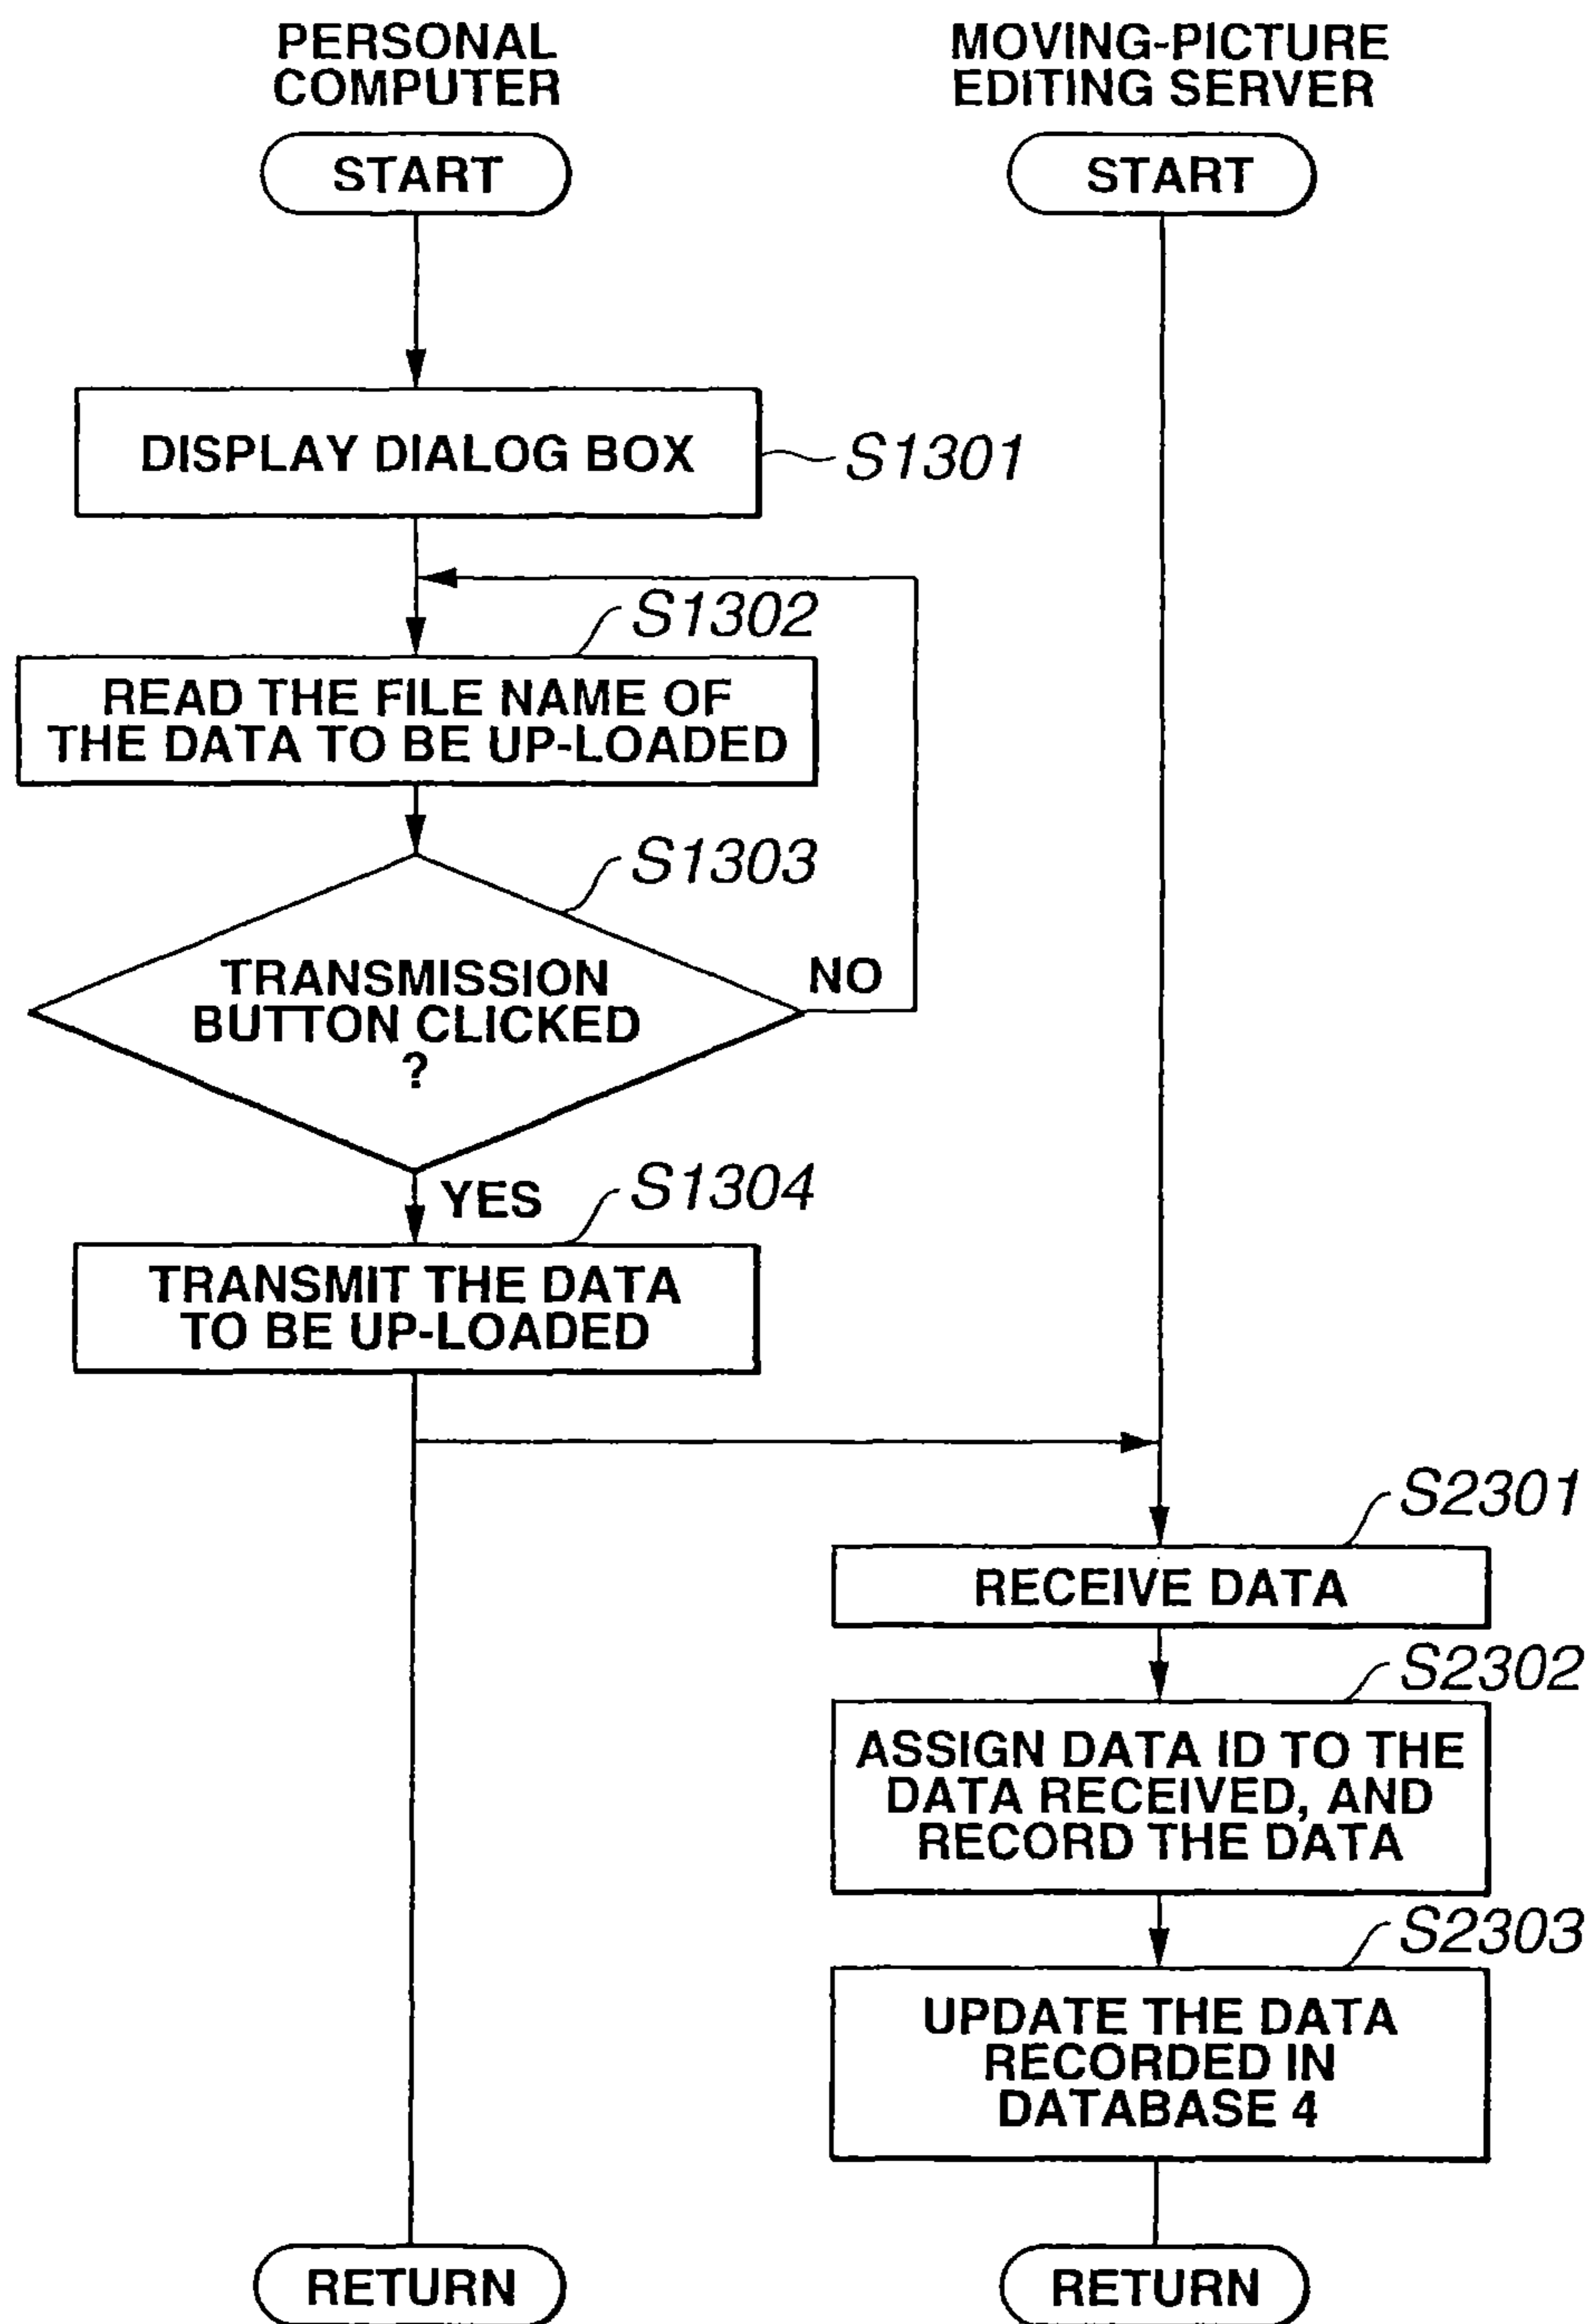 PERSONAL
COMPUTER
START
DISPLAY DIALOG BOX
S1301
S1302
READ THE FILE NAME OF
THE DATA TO BE UP-LOADED
S1303
TRANSMISSION
BUTTON CLICKED
?
NO
YES
S1304
TRANSMIT THE DATA
TO BE UP-LOADED
RETURN
MOVING-PICTURE
EDITING SERVER
START
S2301
RECEIVE DATA
S2302
ASSIGN DATA ID TO THE
DATA RECEIVED, AND
RECORD THE DATA
S2303
UPDATE THE DATA
RECORDED IN
DATABASE 4
RETURN